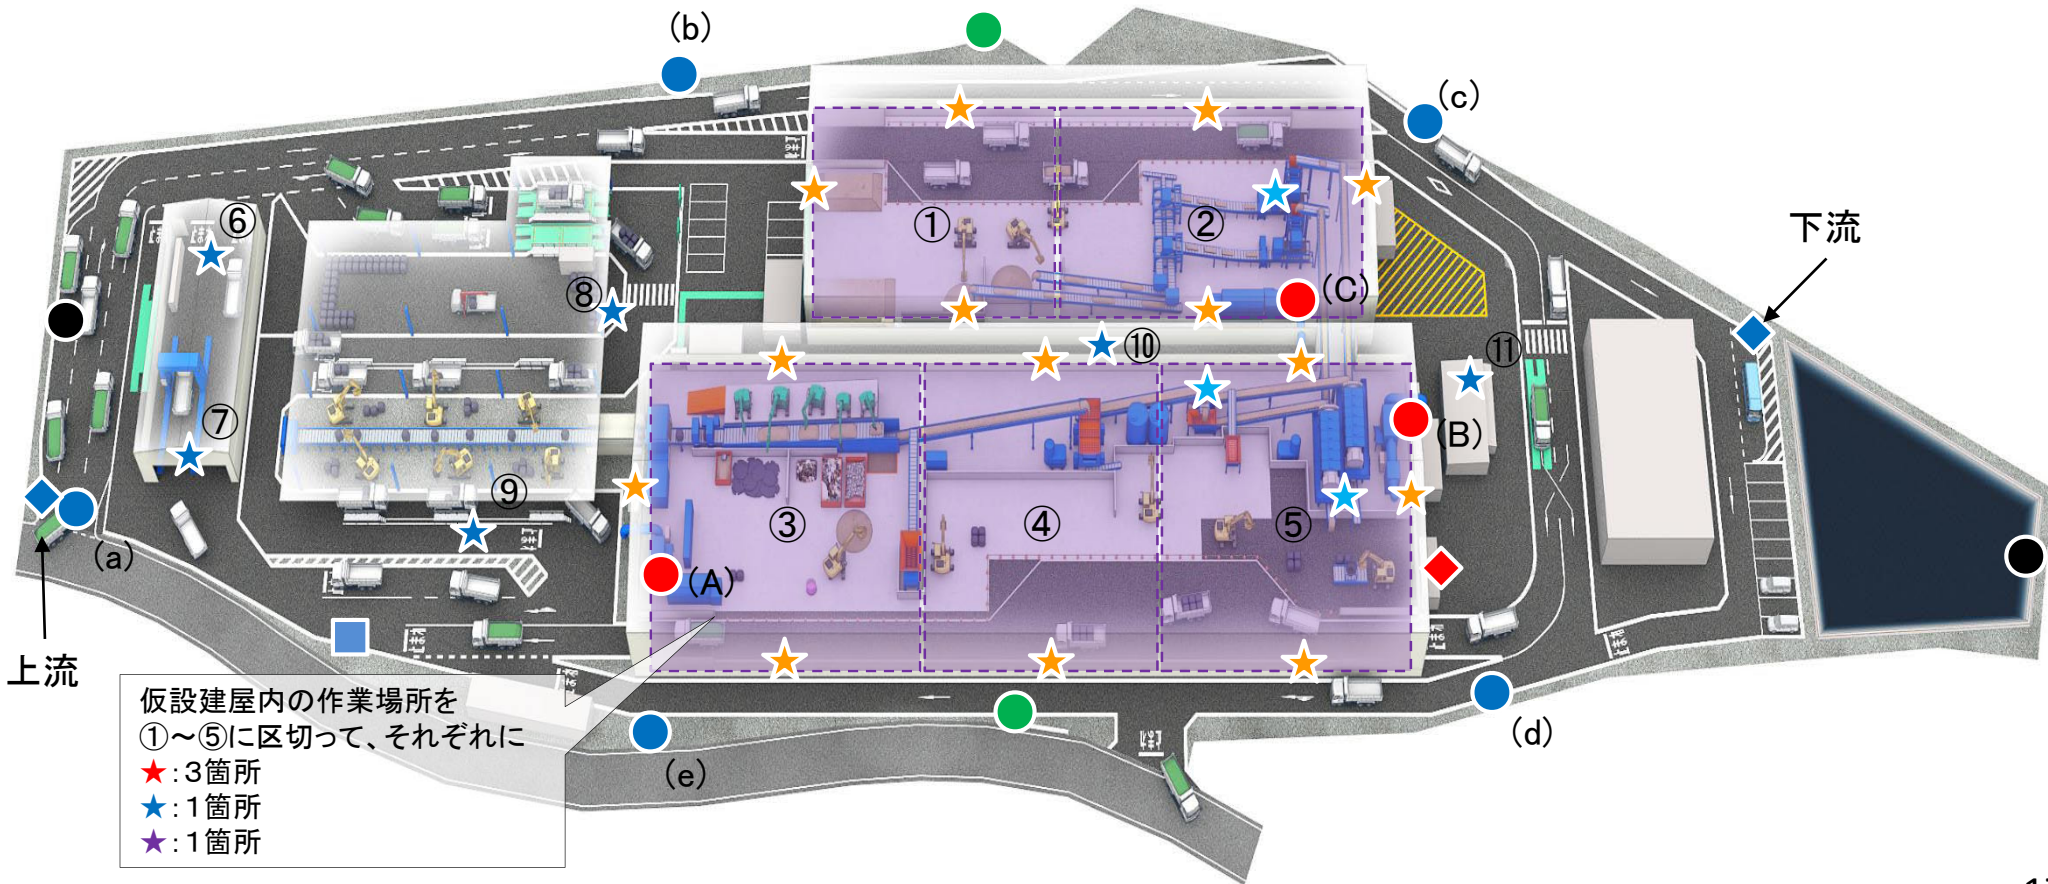 (b)
(c)
⑥
①
②
下流
⑧
(C)
⑩
⑪
⑦
(B)
⑨
③
④
⑤
(a)
(A)
上流
仮設建屋内の作業場所を
①～⑤に区切って、それぞれに
★：3箇所
★：1箇所
★：1箇所
(d)
(e)